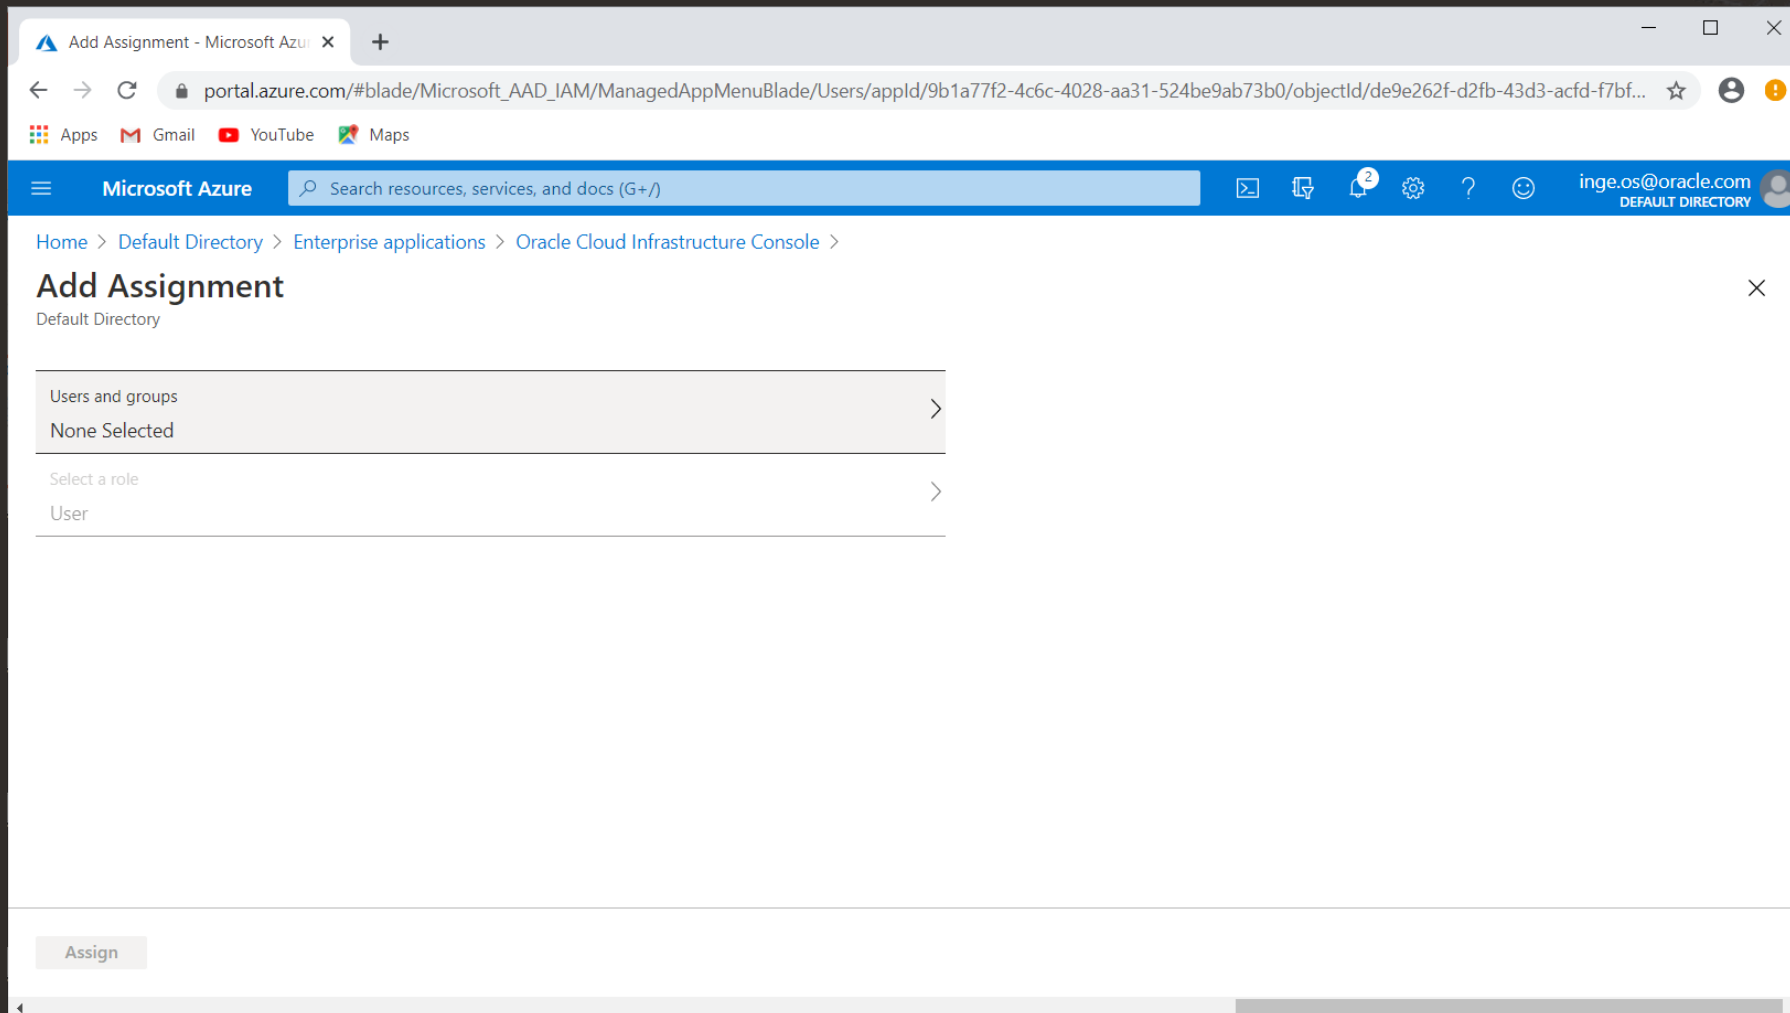 Add Assignment - Microsoft Azu
portal.azure.com/#blade/Microsoft_AAD_IAM/ManagedAppMenuBlade/Users/appId/9b1a77f2-4c6c-4028-aa31-524be9ab73b0/objectId/de9e262f-d2fb-43d3-acfd-f7bf...
Apps Gmail YouTube Maps
Microsoft Azure Search resources, services, and docs (G+/) 2 inge.os@oracle.com
DEFAULT DIRECTORY
Home > Default Directory > Enterprise applications > Oracle Cloud Infrastructure Console >
Add Assignment
Default Directory
Users and groups
None Selected
Select a role
User
Assign